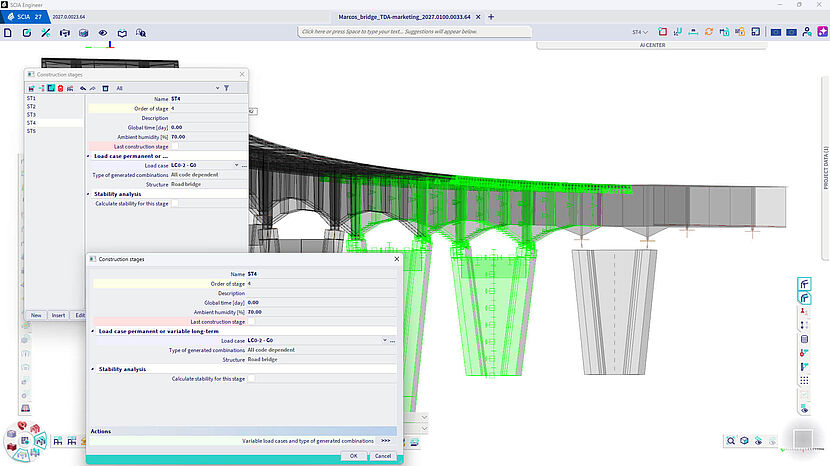 SCIA Engineer
SCIA 27
2027.0.0023.64
Marcos_bridge_TDA-marketing_2027.0100.0033.64
Click here or press Space to type your text... Suggestions will appear below.
ST4
AI CENTER
PROJECT DATA (1)
Construction stages
All
ST1
ST2
ST3
ST4
ST5
Name ST4
Order of stage 4
Description
Global time [day] 0.00
Ambient humidity [%] 70.00
Last construction stage
Load case permanent or ...
Load case LC0-2 - G0
Type of generated combinations All code dependent
Structure Road bridge
Stability analysis
Calculate stability for this stage
New Insert Edit
Construction stages
Name ST4
Order of stage 4
Description
Global time [day] 0.00
Ambient humidity [%] 70.00
Last construction stage
Load case permanent or variable long-term
Load case LC0-2 - G0
Type of generated combinations All code dependent
Structure Road bridge
Stability analysis
Calculate stability for this stage
Actions
Variable load cases and type of generated combinations >>>
OK Cancel